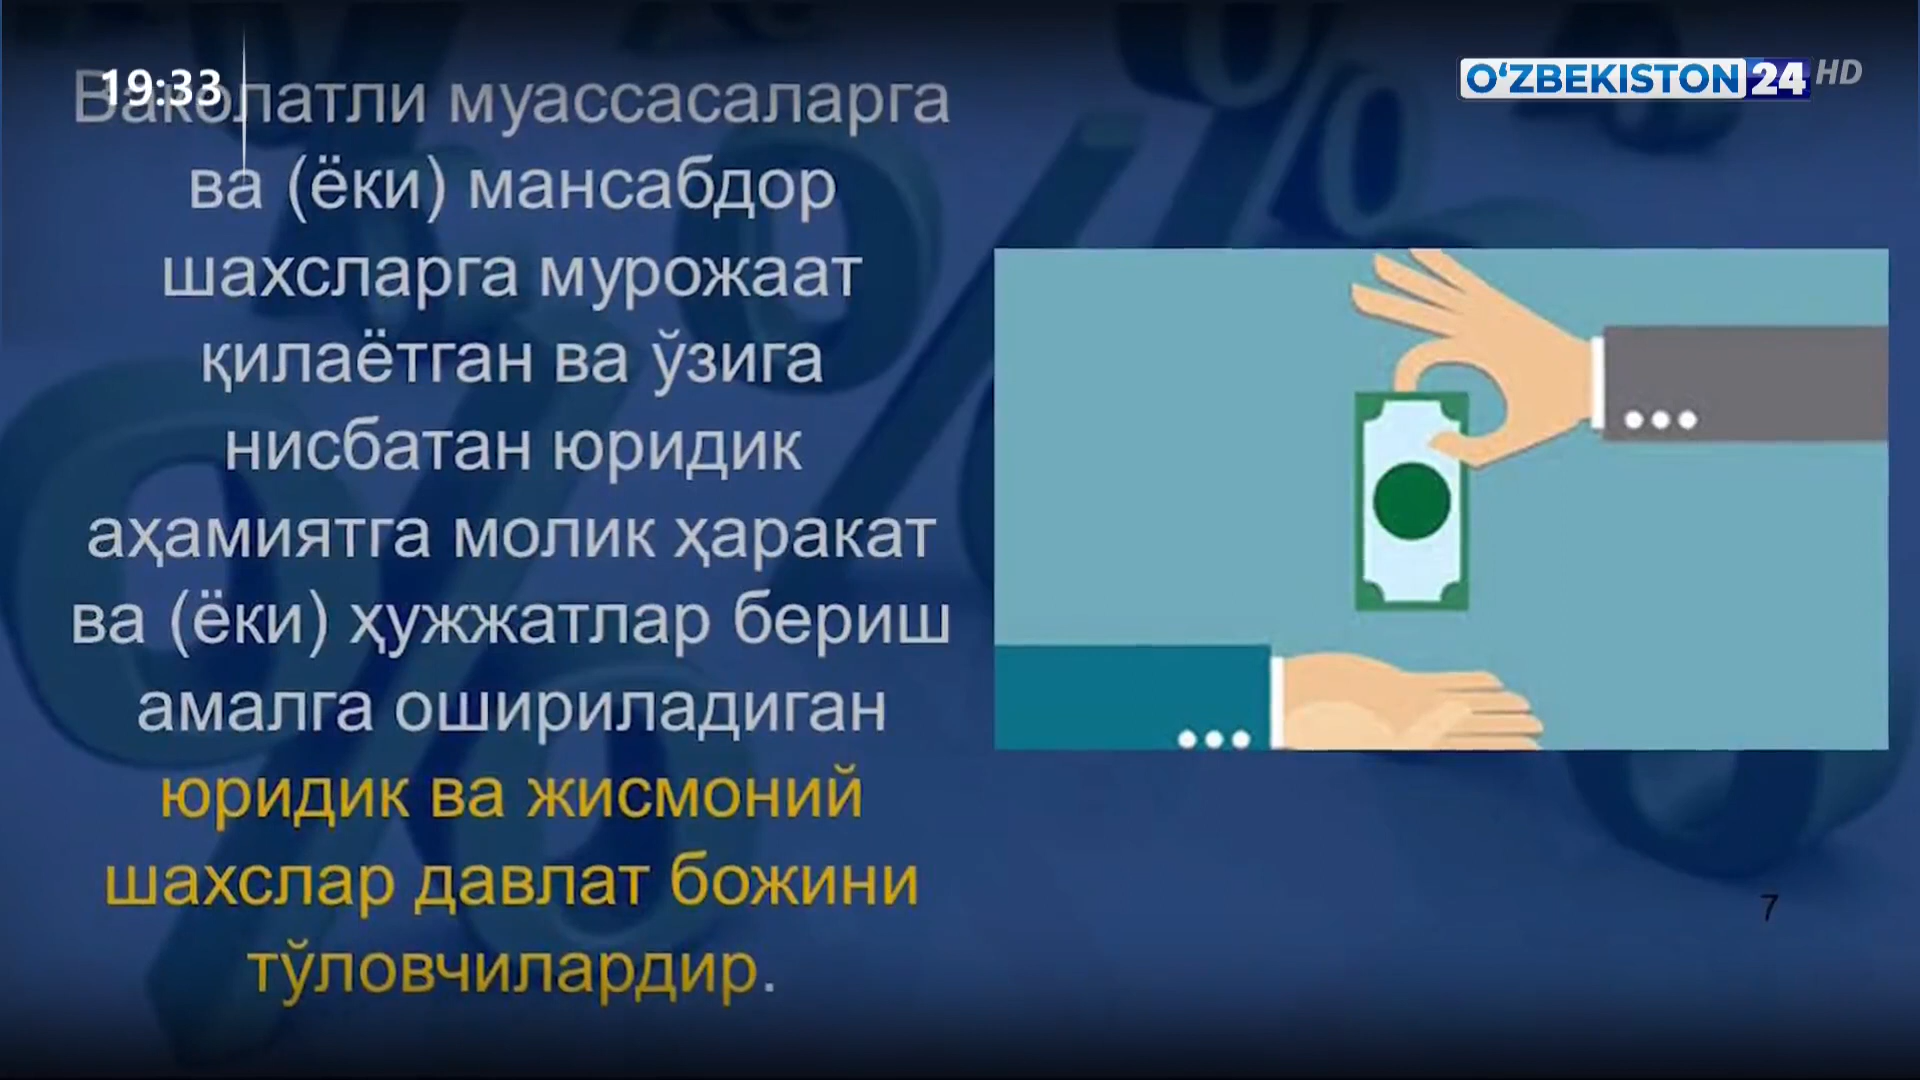 19:33
O‘ZBEKISTON 24 HD
Ваколатли муассасаларга
ва (ёки) мансабдор
шахсларга мурожаат
қилаётган ва ўзига
нисбатан юридик
аҳамиятга молик ҳаракат
ва (ёки) ҳужжатлар бериш
амалга ошириладиган
юридик ва жисмоний
шахслар давлат божини
тўловчилардир.
7